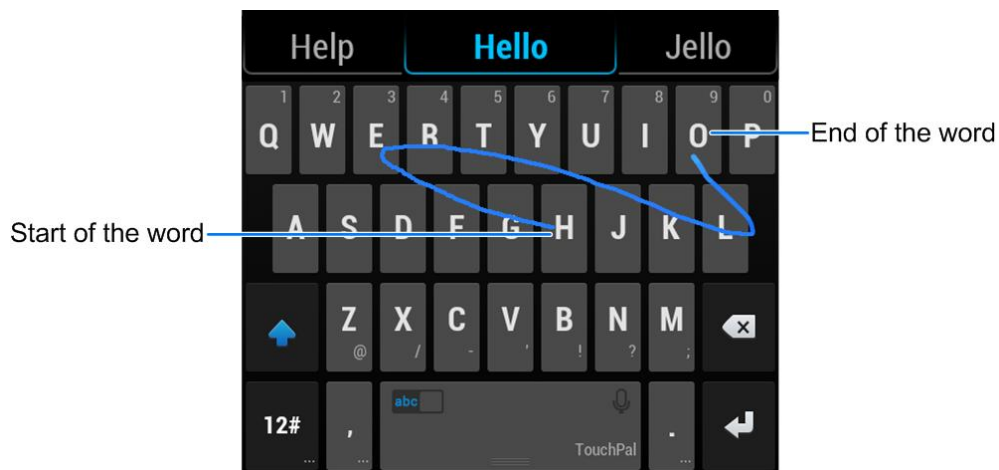 Help Hello Jello
1 2 3 4 5 6 7 8 9 0
Q W E R T Y U I O P
End of the word
Start of the word
A S D F G H J K L
Z X C V B N M
@ / - ' ! ? ;
abc
12# , .
TouchPal
... ... ...